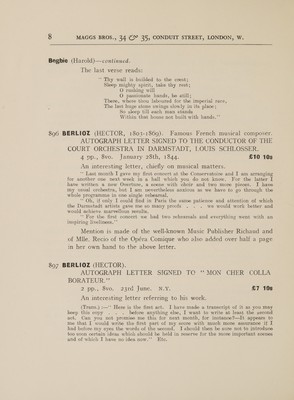 8 MAGGS BROS., 34 & 35, CONDUIT STREET, LONDON, W.
Begbie (Harold)—continued.
The last verse reads:
" Thy wall is builded to the crest;
Sleep mighty spirit, take thy rest;
O rocking will
O passionate hands, be still;
There, where time laboured for the imperial race,
The last huge stone swings slowly to its place;
So sleep till each man stands
Within that house not built with hands."
896 BERLIOZ (HECTOR, 1803-1869). Famous French musical composer.
AUTOGRAPH LETTER SIGNED TO THE CONDUCTOR OF THE
COURT ORCHESTRA IN DARMSTADT, LOUIS SCHLOSSER.
4 pp., 8vo. January 28th, 1844. £10 10s
An interesting letter, chiefly on musical matters.
" Last month I gave my first concert at the Conservatoire and I am arranging
for another one next week in a hall which you do not know. For the latter I
have written a new Overture, a scene with choir and two more pieces. I have
my usual orchestra, but I am nevertheless anxious as we have to go through the
whole programme in one single rehearsal.
" Oh, if only I could find in Paris the same patience and attention of which
the Darmstadt artists gave me so many proofs . . . we would work better and
would achieve marvellous results.
" For the first concert we had two rehearsals and everything went with an
inspiring liveliness."
Mention is made of the well-known Music Publisher Richaud and
of Mlle. Recio of the Opéra Comique who also added over half a page
in her own hand to the above letter.
897 BERLIOZ (HECTOR).
AUTOGRAPH LETTER SIGNED TO " MON CHER COLLA
BORATEUR."
2 pp., 8vo. 23rd June. N.Y. £7 10s
An interesting letter referring to his work.
(Trans.):—" Here is the first act. I have made a transcript of it as you may
keep this copy . . . before anything else, I want to write at least the second
act. Can you not promise me this for next month, for instance?—It appears to
me that I would write the first part of my score with much more assurance if I
had before my eyes the words of the second. I should then be sure not to introduce
too soon certain ideas which should be held in reserve for the more important scenes
and of which I have no idea now." Etc.